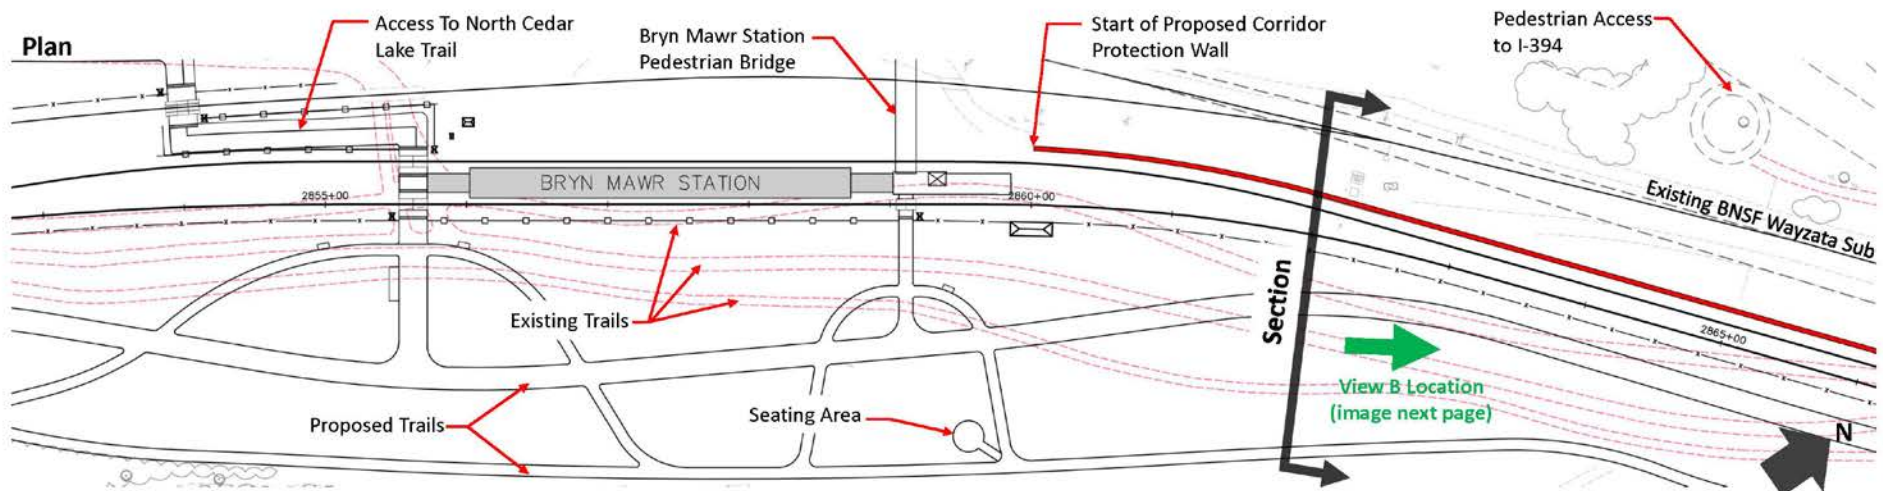 Plan
Access To North Cedar
Lake Trail
Bryn Mawr Station
Pedestrian Bridge
Start of Proposed Corridor
Protection Wall
Pedestrian Access
to I-394
BRYN MAWR STATION
2855+00
2860+00
Existing BNSF Wayzata Sub
Section
2865+00
Existing Trails
View B Location
(image next page)
Proposed Trails
Seating Area
N